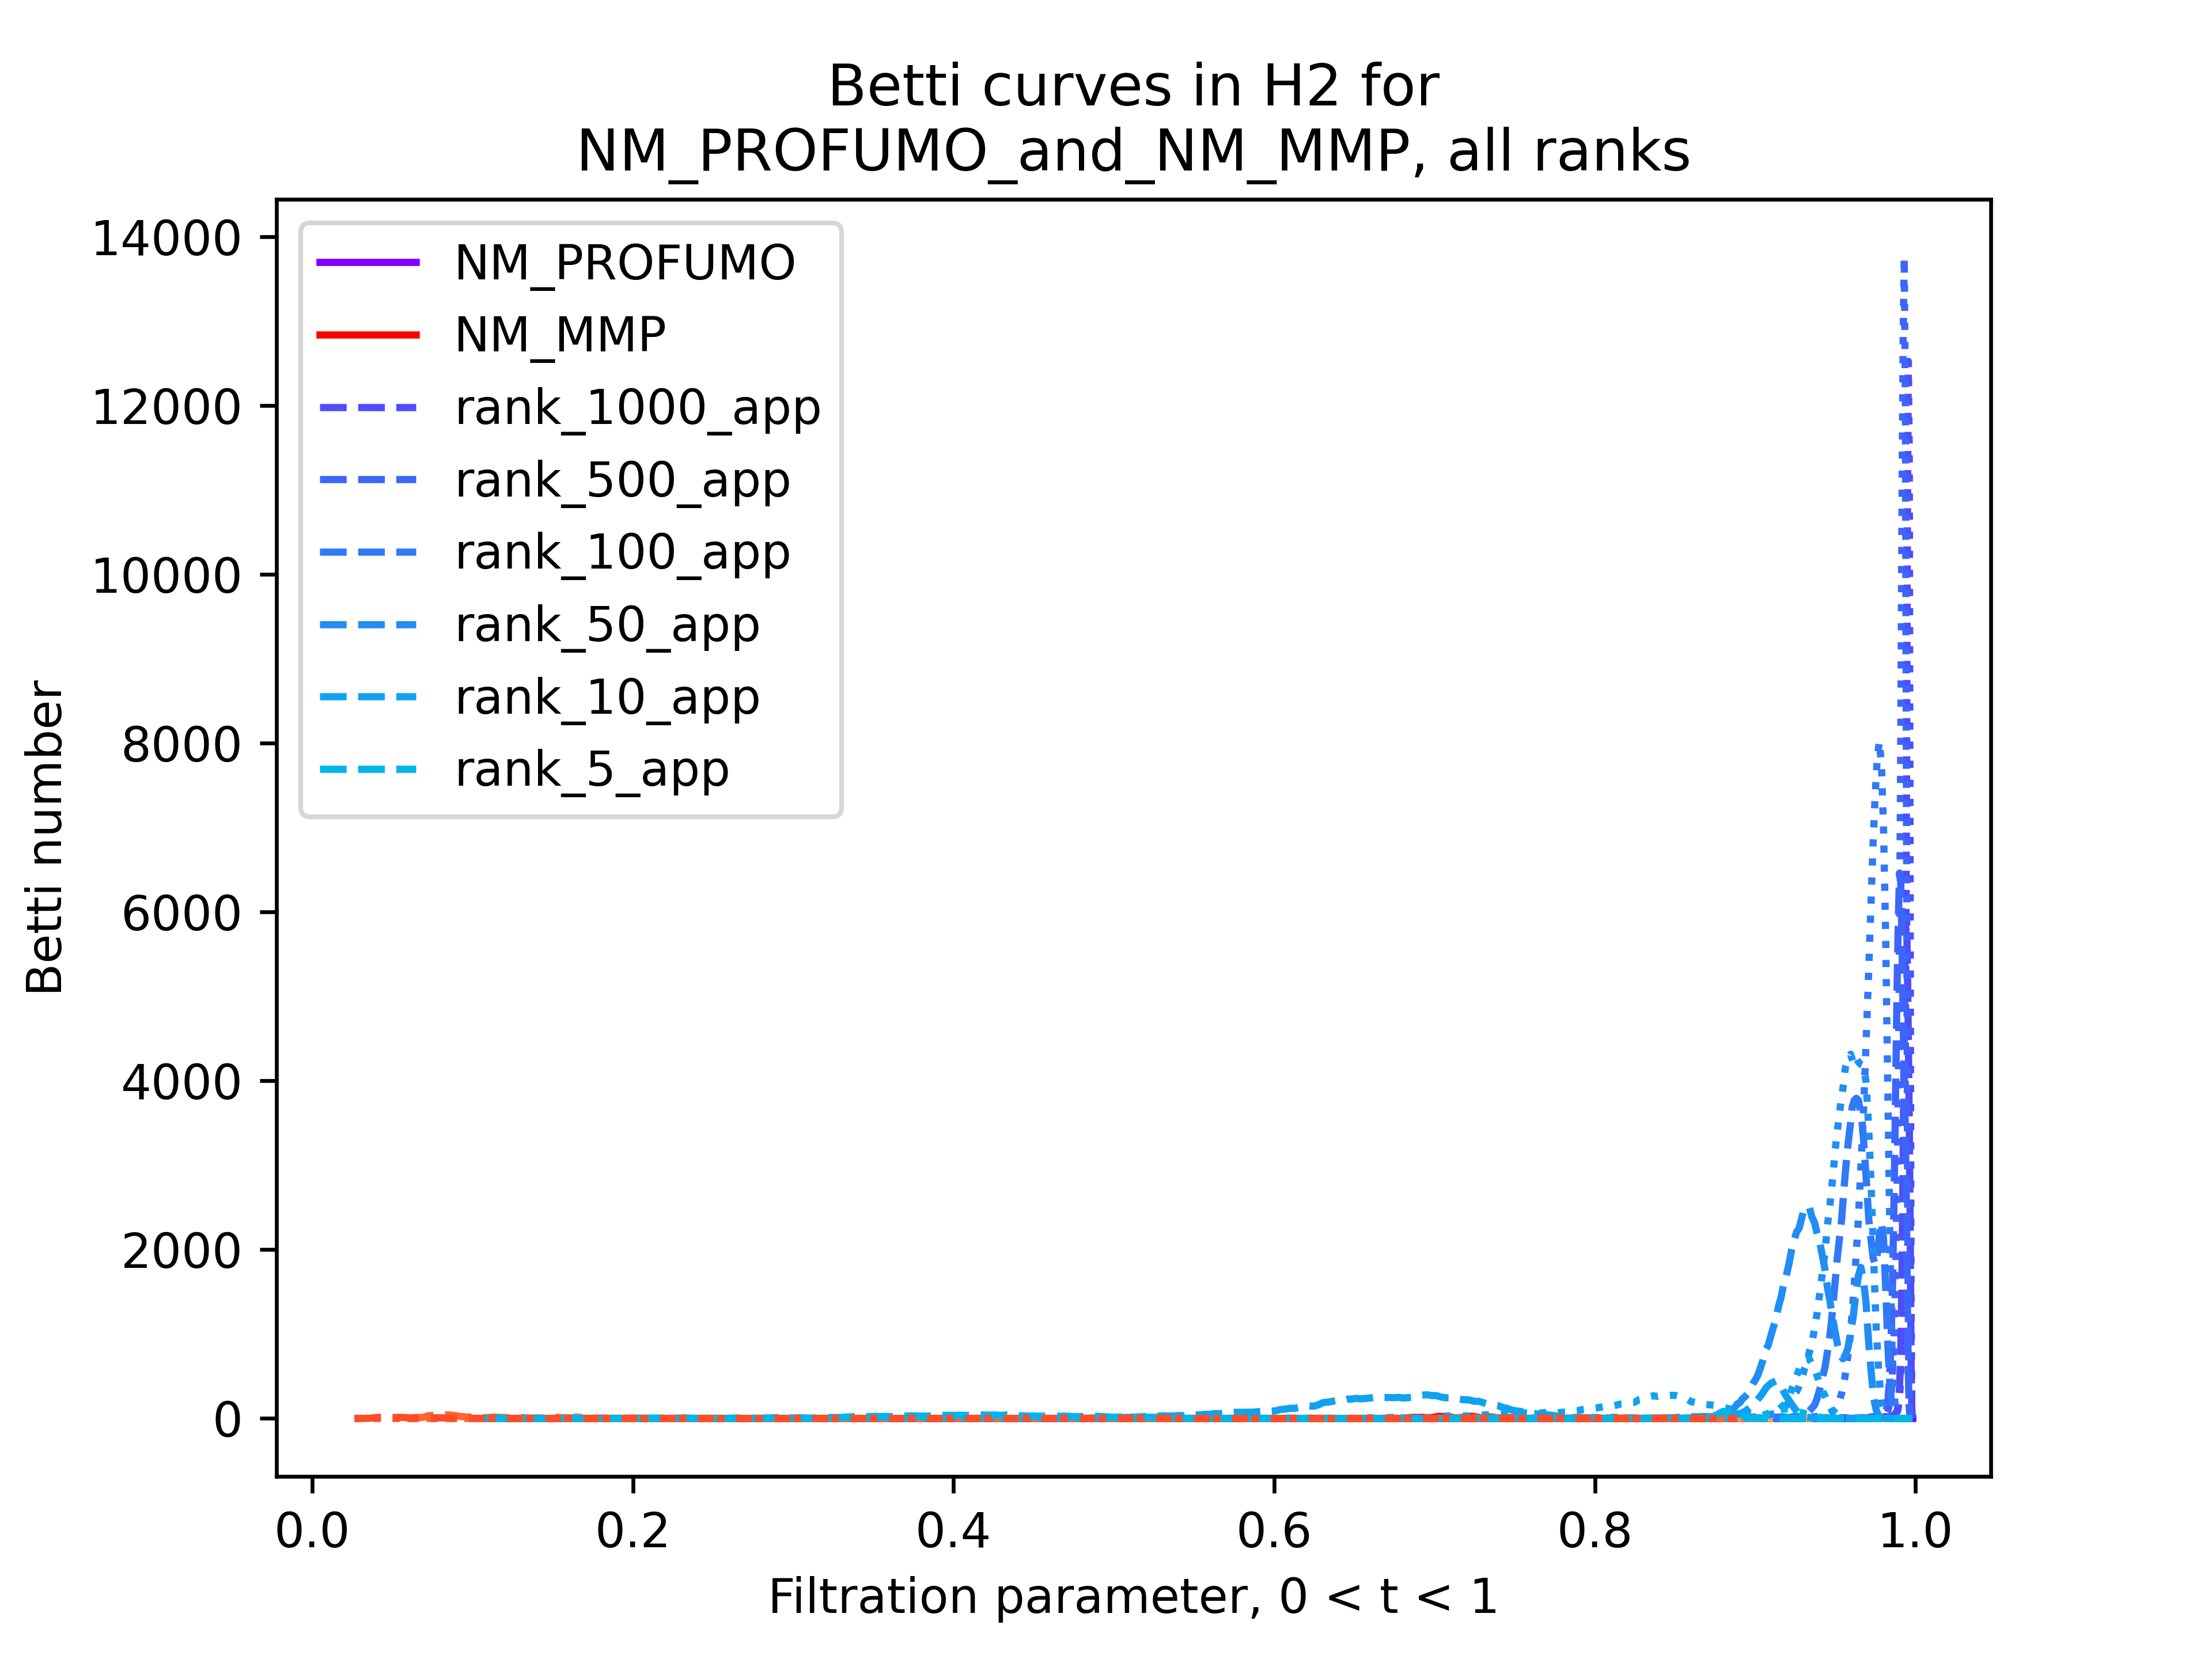 Betti curves in H2 for
NM_PROFUMO_and_NM_MMP, all ranks
14000
12000
10000
8000
6000
4000
2000
0
Betti number
NM_PROFUMO
NM_MMP
rank_1000_app
rank_500_app
rank_100_app
rank_50_app
rank_10_app
rank_5_app
0.0 0.2 0.4 0.6 0.8 1.0
Filtration parameter, 0 < t < 1